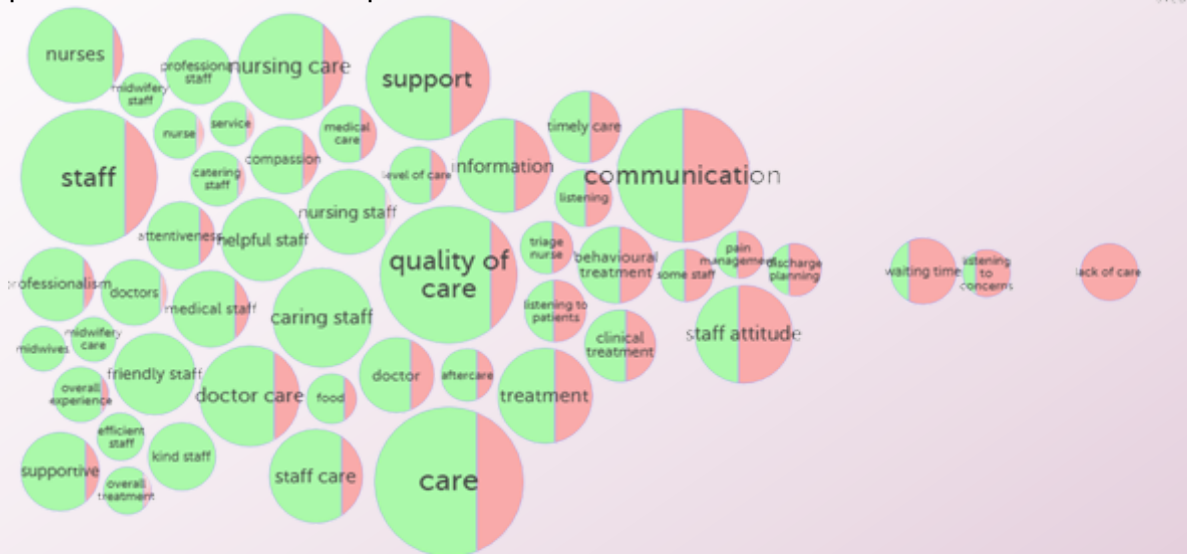 nurses
midwifery
staff
professiona
staff
nursing care
support
staff
nurse
service
catering
staff
compassion
medical
care
level of care
information
timely care
listening
communication
attentiveness
helpful staff
nursing staff
quality of
care
triage
nurse
behavioural
treatment
some staff
pain
managemen
discharge
planning
waiting time
istening
to
concerns
lack of care
rofessionalism
doctors
medical staff
caring staff
listening to
patients
clinical
treatment
staff attitude
midwives
midwifery
care
friendly staff
overall
experience
doctor care
food
doctor
aftercare
treatment
efficient
staff
kind staff
supportive
overall
treatment
staff care
care